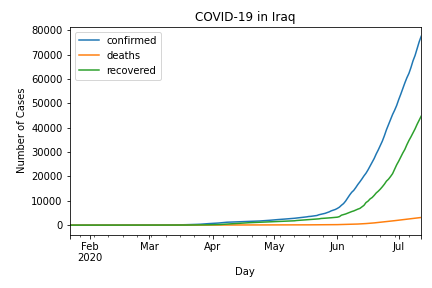 COVID-19 in Iraq
confirmed
deaths
recovered
Number of Cases
80000
70000
60000
50000
40000
30000
20000
10000
0
Feb Mar Apr May Jun Jul
2020
Day